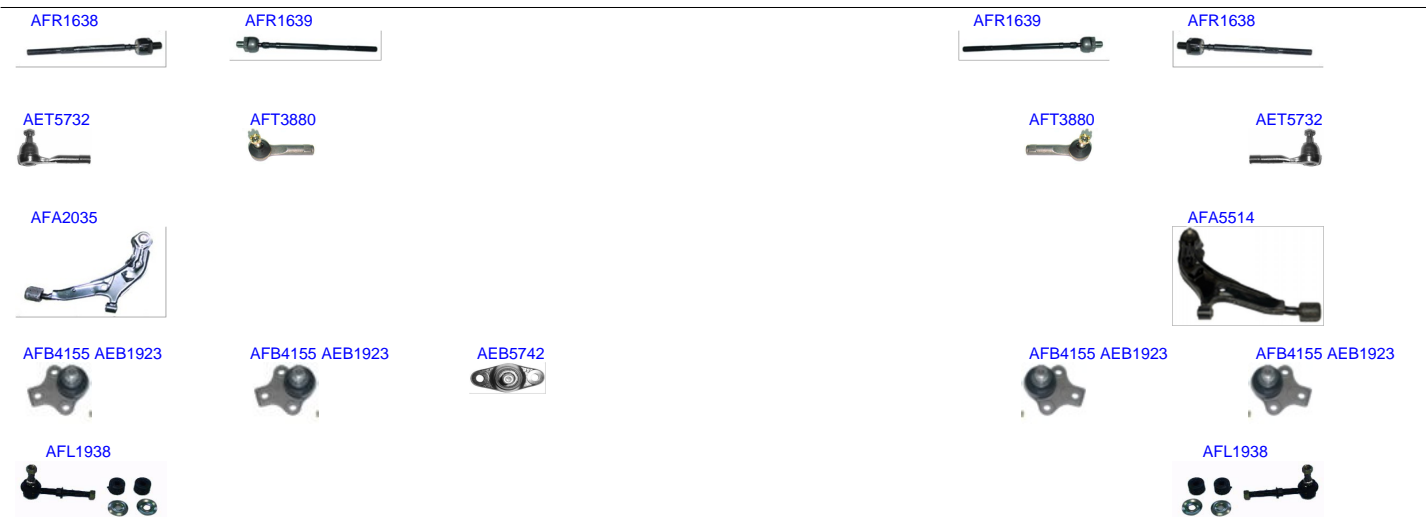 AFR1638 AFR1639 AFR1639 AFR1638
AET5732 AFT3880 AFT3880 AET5732
AFA2035 AFA5514
AFB4155 AEB1923 AFB4155 AEB1923 AEB5742 AFB4155 AEB1923 AFB4155 AEB1923
AFL1938 AFL1938